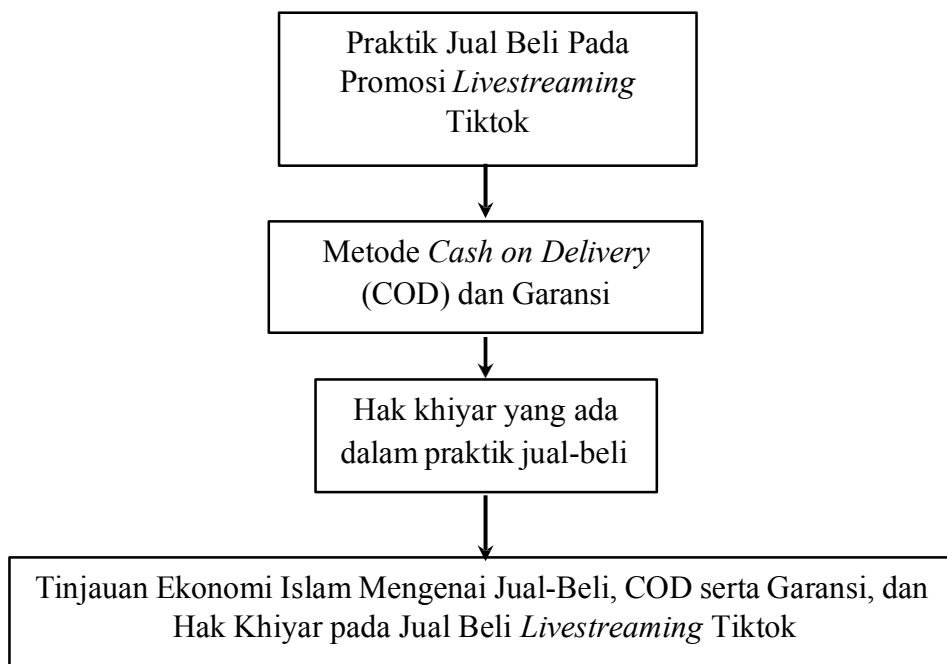 Praktik Jual Beli Pada
Promosi Livestreaming
Tiktok
Metode Cash on Delivery
(COD) dan Garansi
Hak khiyar yang ada
dalam praktik jual-beli
Tinjauan Ekonomi Islam Mengenai Jual-Beli, COD serta Garansi, dan
Hak Khiyar pada Jual Beli Livestreaming Tiktok